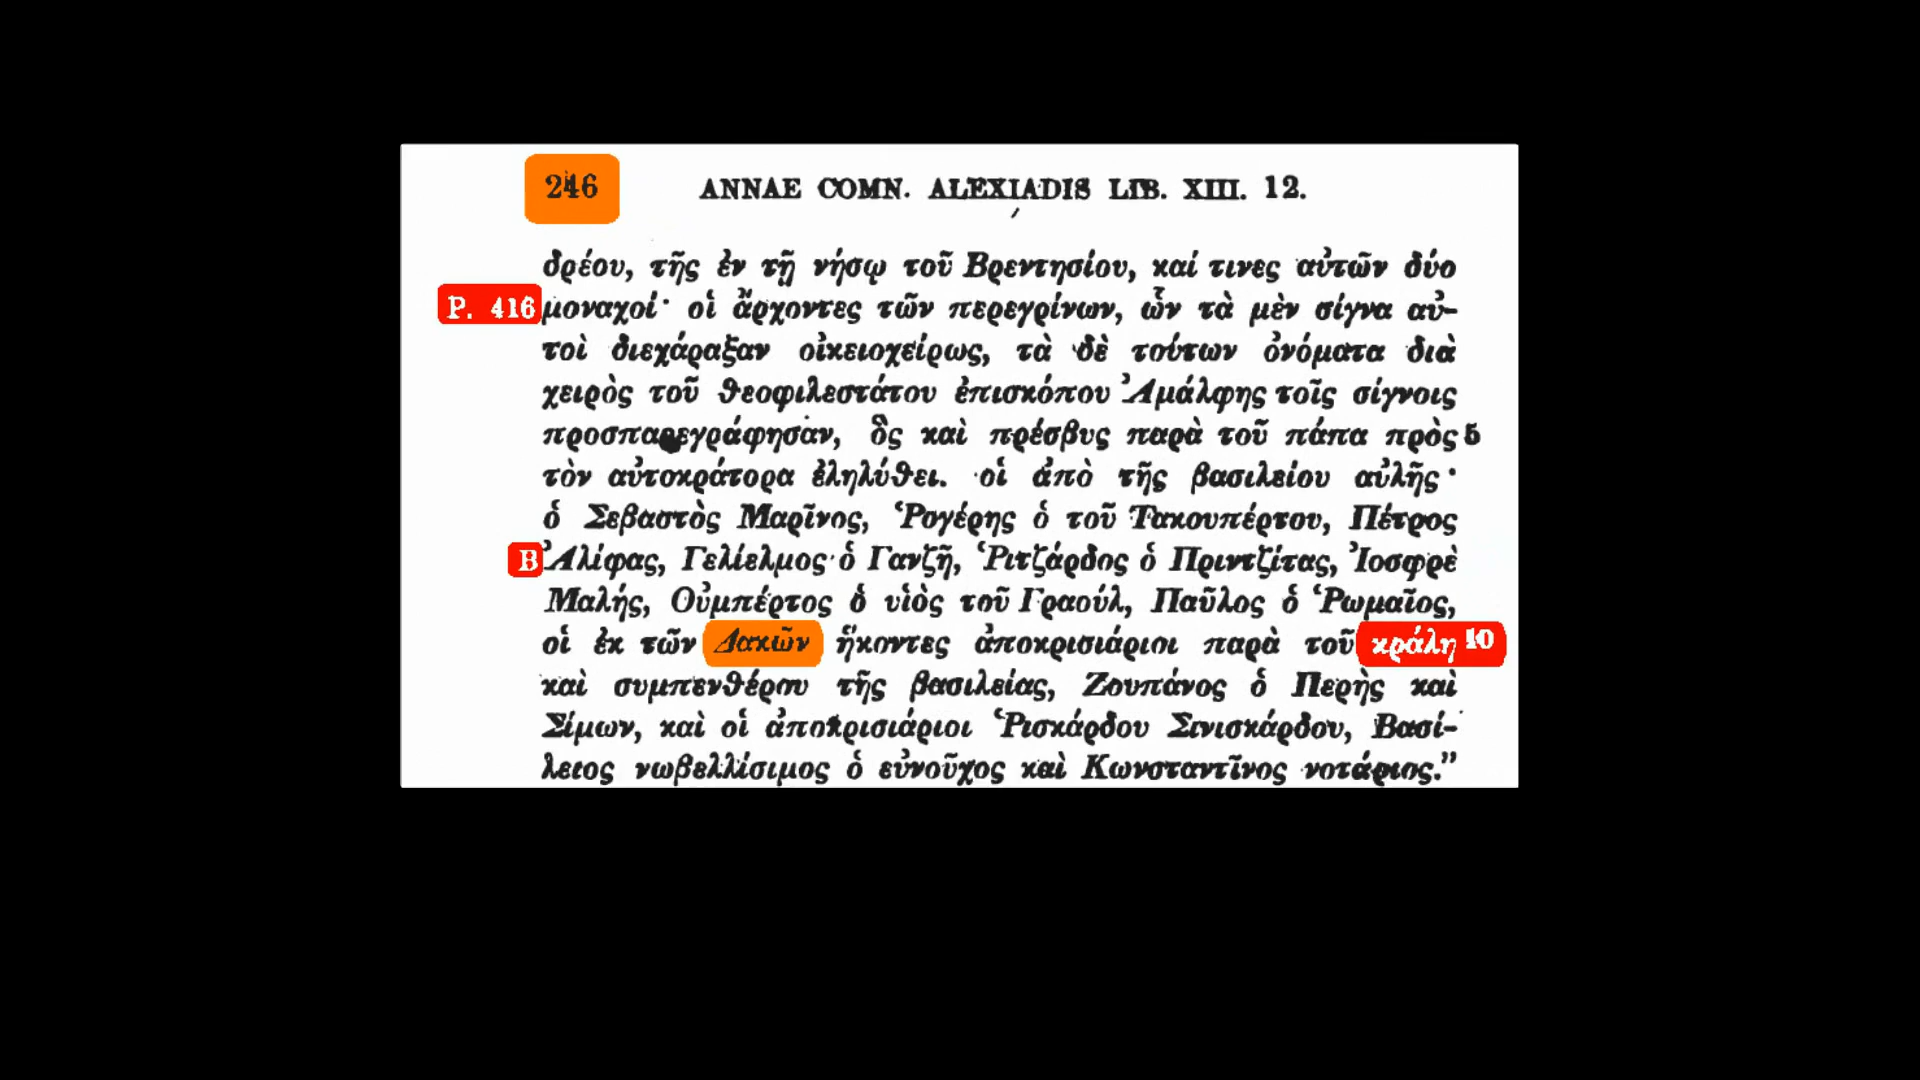 246 ANNAE COMN. ALEXIADIS LIB. XIII. 12.
δρέου, τῆς ἐν τῇ νήσῳ τοῦ Βρεντησίου, καί τινες αὐτῶν δύο
P. 416 μοναχοί· οἱ ἄρχοντες τῶν περεγρίνων, ὧν τὰ μὲν σίγνα αὐ-
τοὶ διεχάραξαν οἰκειοχείρως, τὰ δὲ τούτων ὀνόματα διὰ
χειρὸς τοῦ θεοφιλεστάτου ἐπισκόπου Ἀμάλφης τοῖς σίγνοις
προσπαρεγράφησαν, ὃς καὶ πρέσβυς παρὰ τοῦ πάπα πρὸς 5
τὸν αὐτοκράτορα ἐληλύθει. οἱ ἀπὸ τῆς βασιλείου αὐλῆς·
ὁ Σεβαστὸς Μαρῖνος, Ῥογέρης ὁ τοῦ Τακουπέρτου, Πέτρος
B Ἀλίφας, Γελίελμος ὁ Γανζῆ, Ῥιτζάρδος ὁ Πριντζίτας, Ἰοσφρὲ
Μαλής, Οὐμπέρτος ὁ υἱὸς τοῦ Γραούλ, Παῦλος ὁ Ῥωμαῖος,
οἱ ἐκ τῶν Δακῶν ἥκοντες ἀποκρισιάριοι παρὰ τοῦ κράλη 10
καὶ συμπενθέρου τῆς βασιλείας, Ζουπάνος ὁ Περὴς καὶ
Σίμων, καὶ οἱ ἀποκρισιάριοι Ῥισκάρδου Σινισκάρδου, Βασί-
λειος νωβελλίσιμος ὁ εὐνοῦχος καὶ Κωνσταντῖνος νοτάριος."